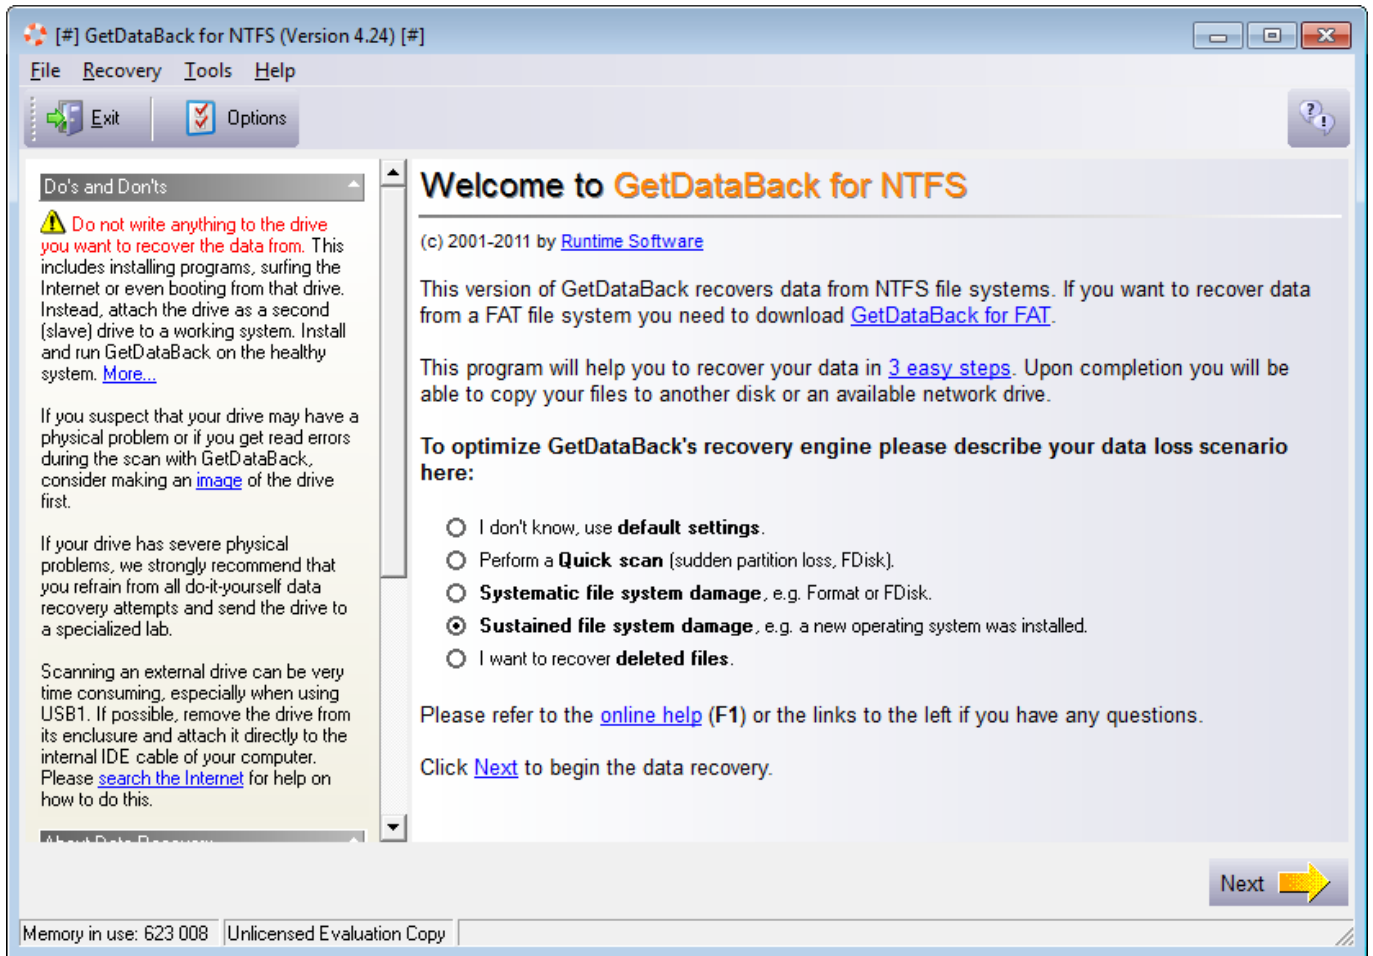 [#] GetDataBack for NTFS (Version 4.24) [#]
File Recovery Tools Help
Exit Options
Do's and Don'ts
Do not write anything to the drive
you want to recover the data from. This
includes installing programs, surfing the
Internet or even booting from that drive.
Instead, attach the drive as a second
(slave) drive to a working system. Install
and run GetDataBack on the healthy
system. More...
If you suspect that your drive may have a
physical problem or if you get read errors
during the scan with GetDataBack,
consider making an image of the drive
first.
If your drive has severe physical
problems, we strongly recommend that
you refrain from all do-it-yourself data
recovery attempts and send the drive to
a specialized lab.
Scanning an external drive can be very
time consuming, especially when using
USB1. If possible, remove the drive from
its enclusure and attach it directly to the
internal IDE cable of your computer.
Please search the Internet for help on
how to do this.
About Data Recovery
Welcome to GetDataBack for NTFS
(c) 2001-2011 by Runtime Software
This version of GetDataBack recovers data from NTFS file systems. If you want to recover data
from a FAT file system you need to download GetDataBack for FAT.
This program will help you to recover your data in 3 easy steps. Upon completion you will be
able to copy your files to another disk or an available network drive.
To optimize GetDataBack's recovery engine please describe your data loss scenario
here:
I don't know, use default settings.
Perform a Quick scan (sudden partition loss, FDisk).
Systematic file system damage, e.g. Format or FDisk.
Sustained file system damage, e.g. a new operating system was installed.
I want to recover deleted files.
Please refer to the online help (F1) or the links to the left if you have any questions.
Click Next to begin the data recovery.
Next
Memory in use: 623 008 Unlicensed Evaluation Copy